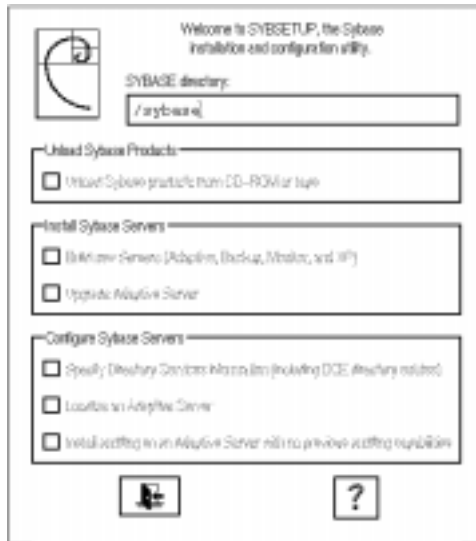 Welcome to SYBSETUP, the Sybase
installation and configuration utility.
SYBASE directory:
/sybase
Unload Sybase Products
Unload Sybase products from CD-ROM or tape
Install Sybase Servers
Build new Servers (Adaptive, Backup, Monitor, and XP)
Upgrade Adaptive Server
Configure Sybase Servers
Specify Directory Services Information (including DCE directory entries)
Localize an Adaptive Server
Install auditing on an Adaptive Server with no previous auditing capabilities
?